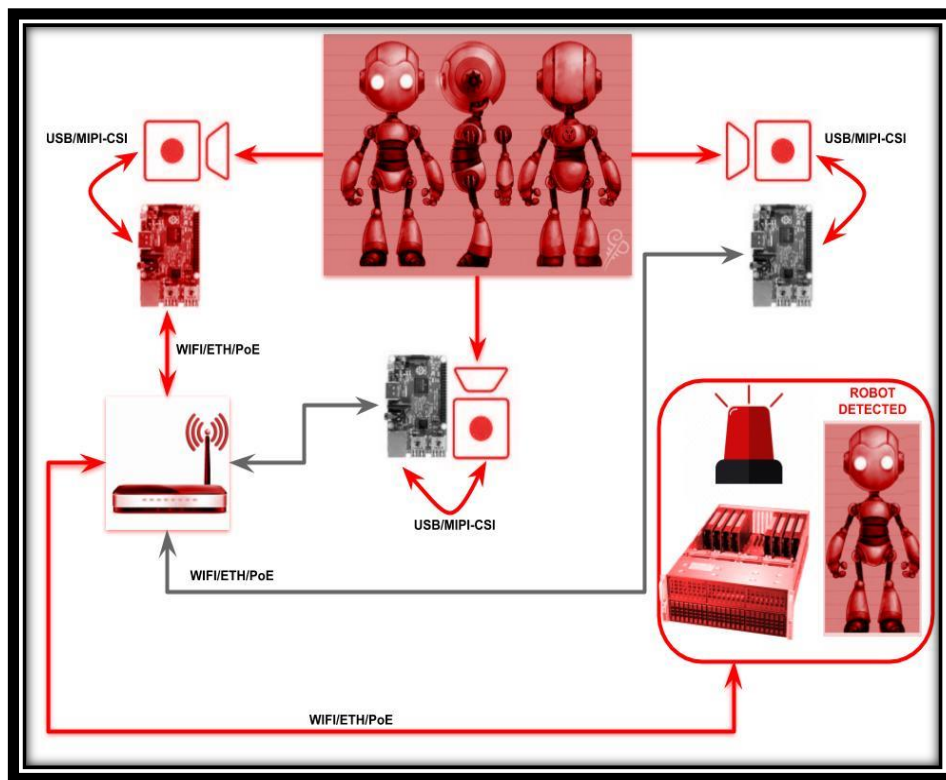 USB/MIPI-CSI
USB/MIPI-CSI
WIFI/ETH/PoE
ROBOT
DETECTED
USB/MIPI-CSI
WIFI/ETH/PoE
WIFI/ETH/PoE